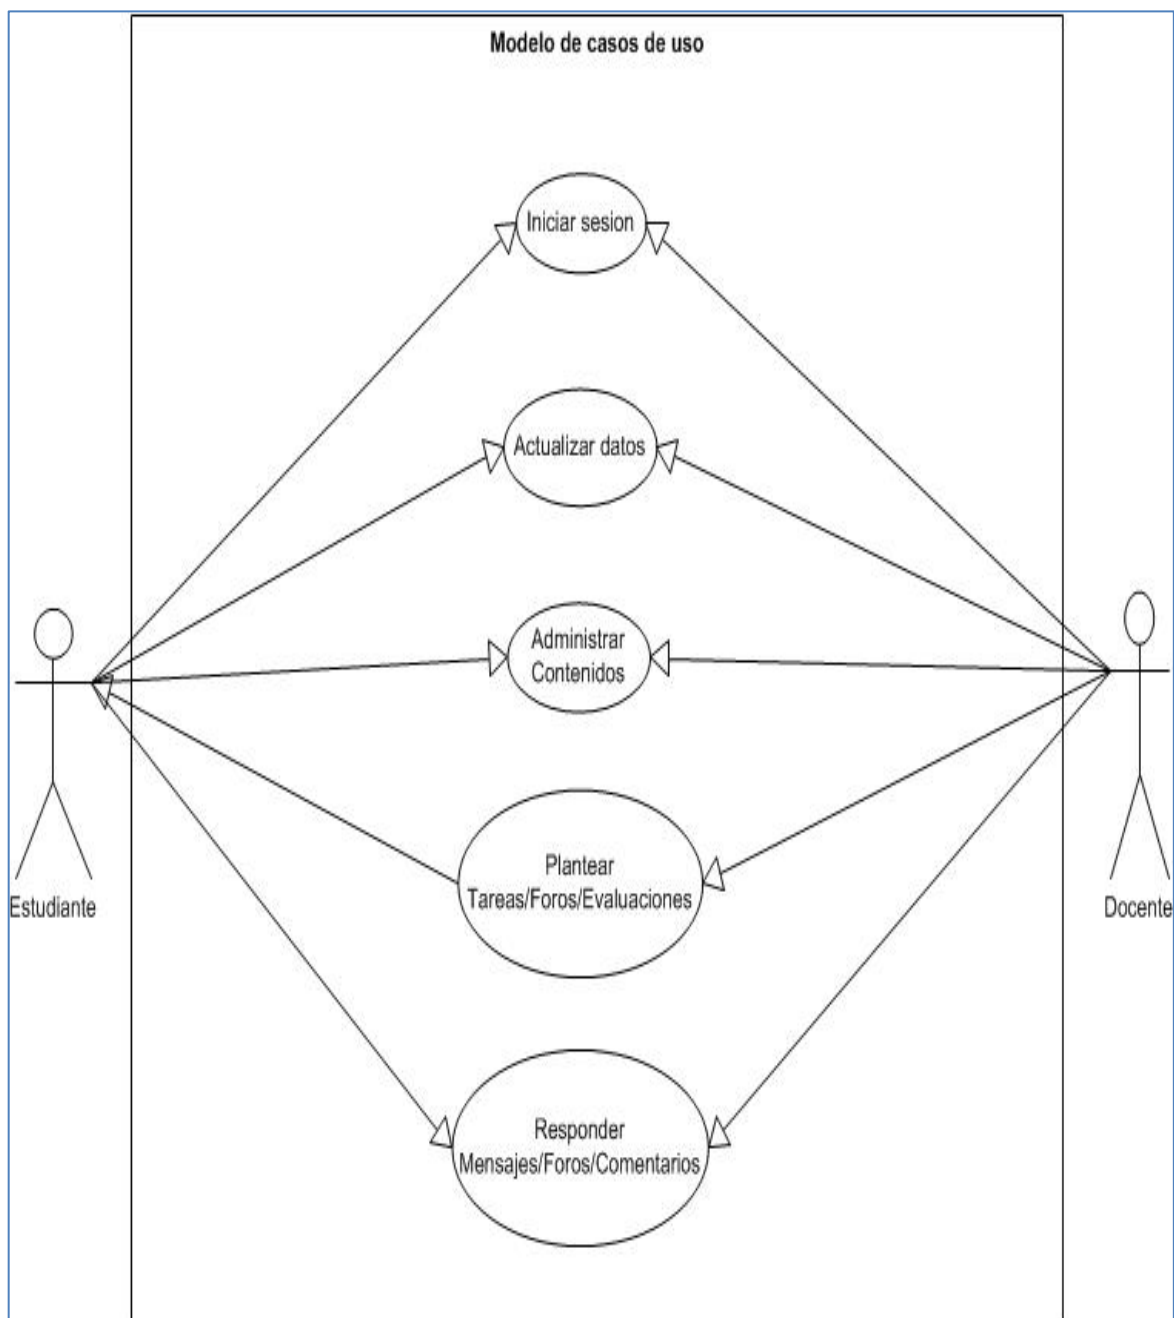 Modelo de casos de uso
Iniciar sesion
Actualizar datos
Administrar
Contenidos
Plantear
Tareas/Foros/Evaluaciones
Estudiante
Docente
Responder
Mensajes/Foros/Comentarios